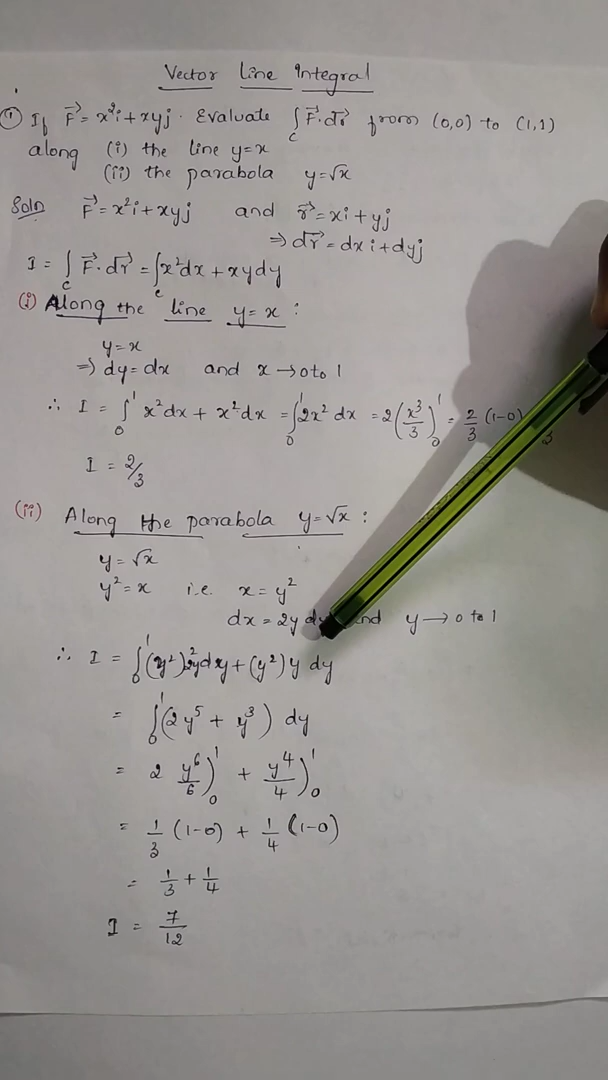 Vector Line Integral
① If F⃗ = x²i + xyj. Evaluate ∫_C F⃗·dr⃗ from (0,0) to (1,1)
along (i) the line y=x
(ii) the parabola y=√x
Soln F⃗ = x²i + xyj and r⃗ = xi + yj
⇒ dr⃗ = dx i + dyj
I = ∫_C F⃗·dr⃗ = ∫_C x²dx + xydy
(i) Along the line y=x :
y=x
⇒ dy=dx and x → 0 to 1
∴ I = ∫₀¹ x²dx + x²dx = ∫₀¹ 2x² dx = 2(x³/3)₀¹ = 2/3 (1-0) 3
I = 2/3
(ii) Along the parabola y=√x :
y = √x
y² = x i.e. x = y²
dx = 2y and y → 0 to 1
∴ I = ∫₀¹ (y²)² 2y dy + (y²) y dy
= ∫₀¹ (2y⁵ + y³) dy
= 2 y⁶/6 )₀¹ + y⁴/4 )₀¹
= 1/3 (1-0) + 1/4 (1-0)
= 1/3 + 1/4
I = 7/12